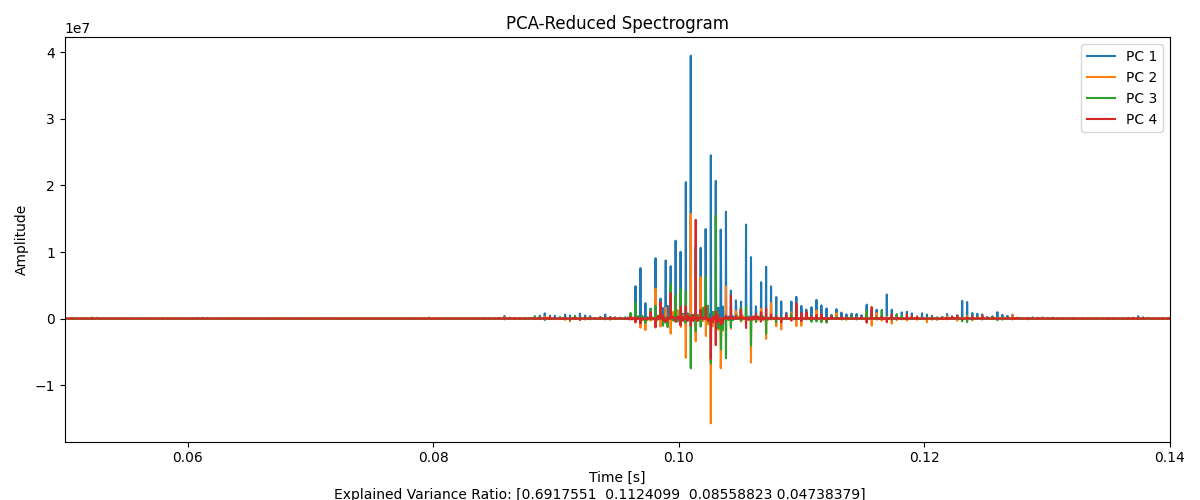 PCA-Reduced Spectrogram
1e7
4
3
2
1
0
−1
Amplitude
PC 1
PC 2
PC 3
PC 4
0.06 0.08 0.10 0.12 0.14
Time [s]
Explained Variance Ratio: [0.6917551 0.1124099 0.08558823 0.04738379]